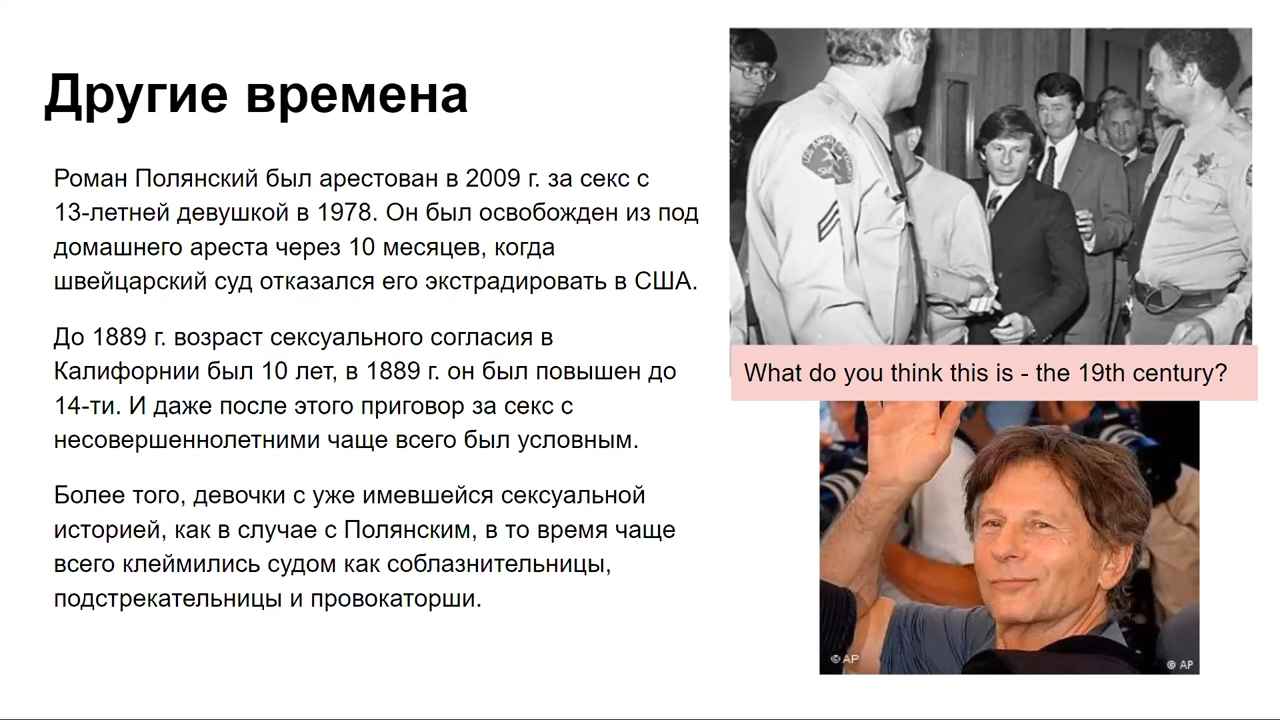 Другие времена
Роман Полянский был арестован в 2009 г. за секс с
13-летней девушкой в 1978. Он был освобожден из под
домашнего ареста через 10 месяцев, когда
швейцарский суд отказался его экстрадировать в США.
До 1889 г. возраст сексуального согласия в
Калифорнии был 10 лет, в 1889 г. он был повышен до
14-ти. И даже после этого приговор за секс с
несовершеннолетними чаще всего был условным.
Более того, девочки с уже имевшейся сексуальной
историей, как в случае с Полянским, в то время чаще
всего клеймились судом как соблазнительницы,
подстрекательницы и провокаторши.
What do you think this is - the 19th century?
© AP
© AP